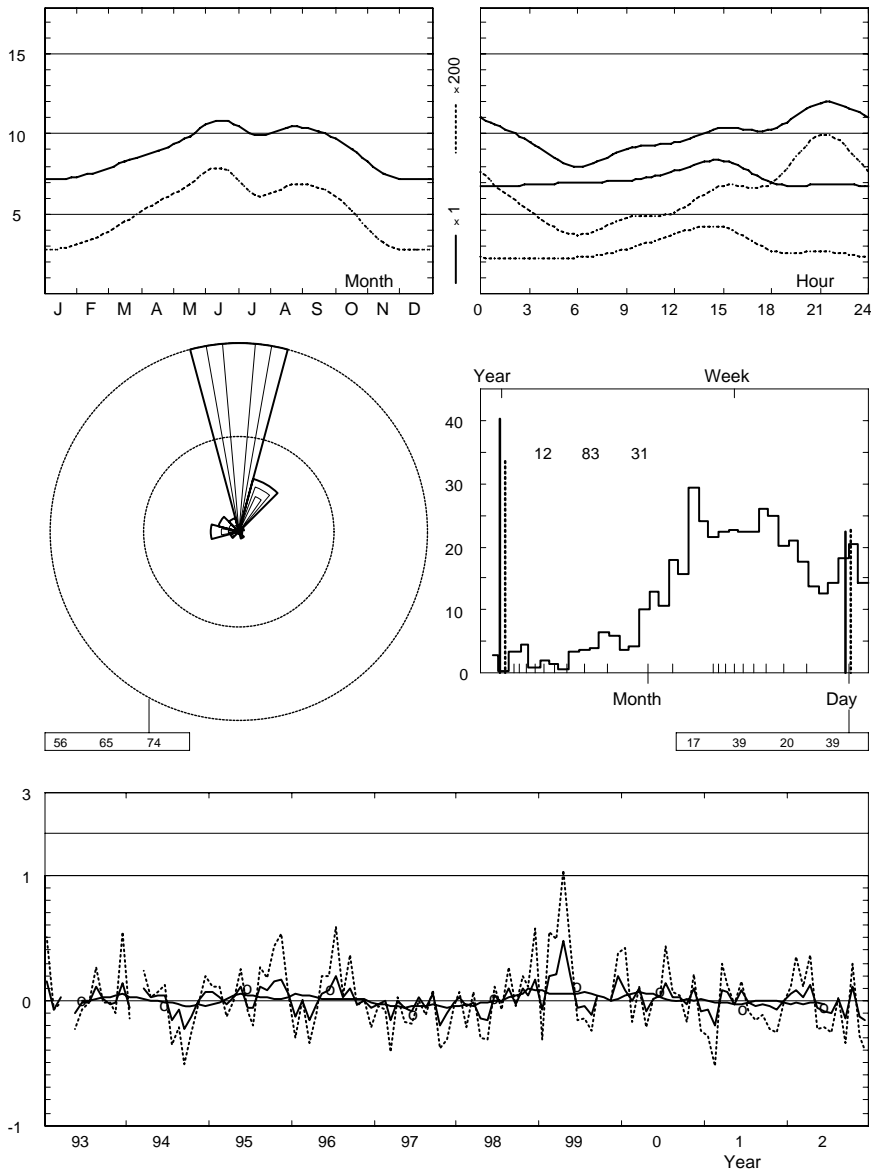 15
10
5
Month
J F M A M J J A S O N D
x 1 x 200
Hour
0 3 6 9 12 15 18 21 24
Year Week
40
30
20
10
0
12 83 31
Month Day
56 65 74
17 39 20 39
3
1
0
-1
93 94 95 96 97 98 99 0 1 2
Year